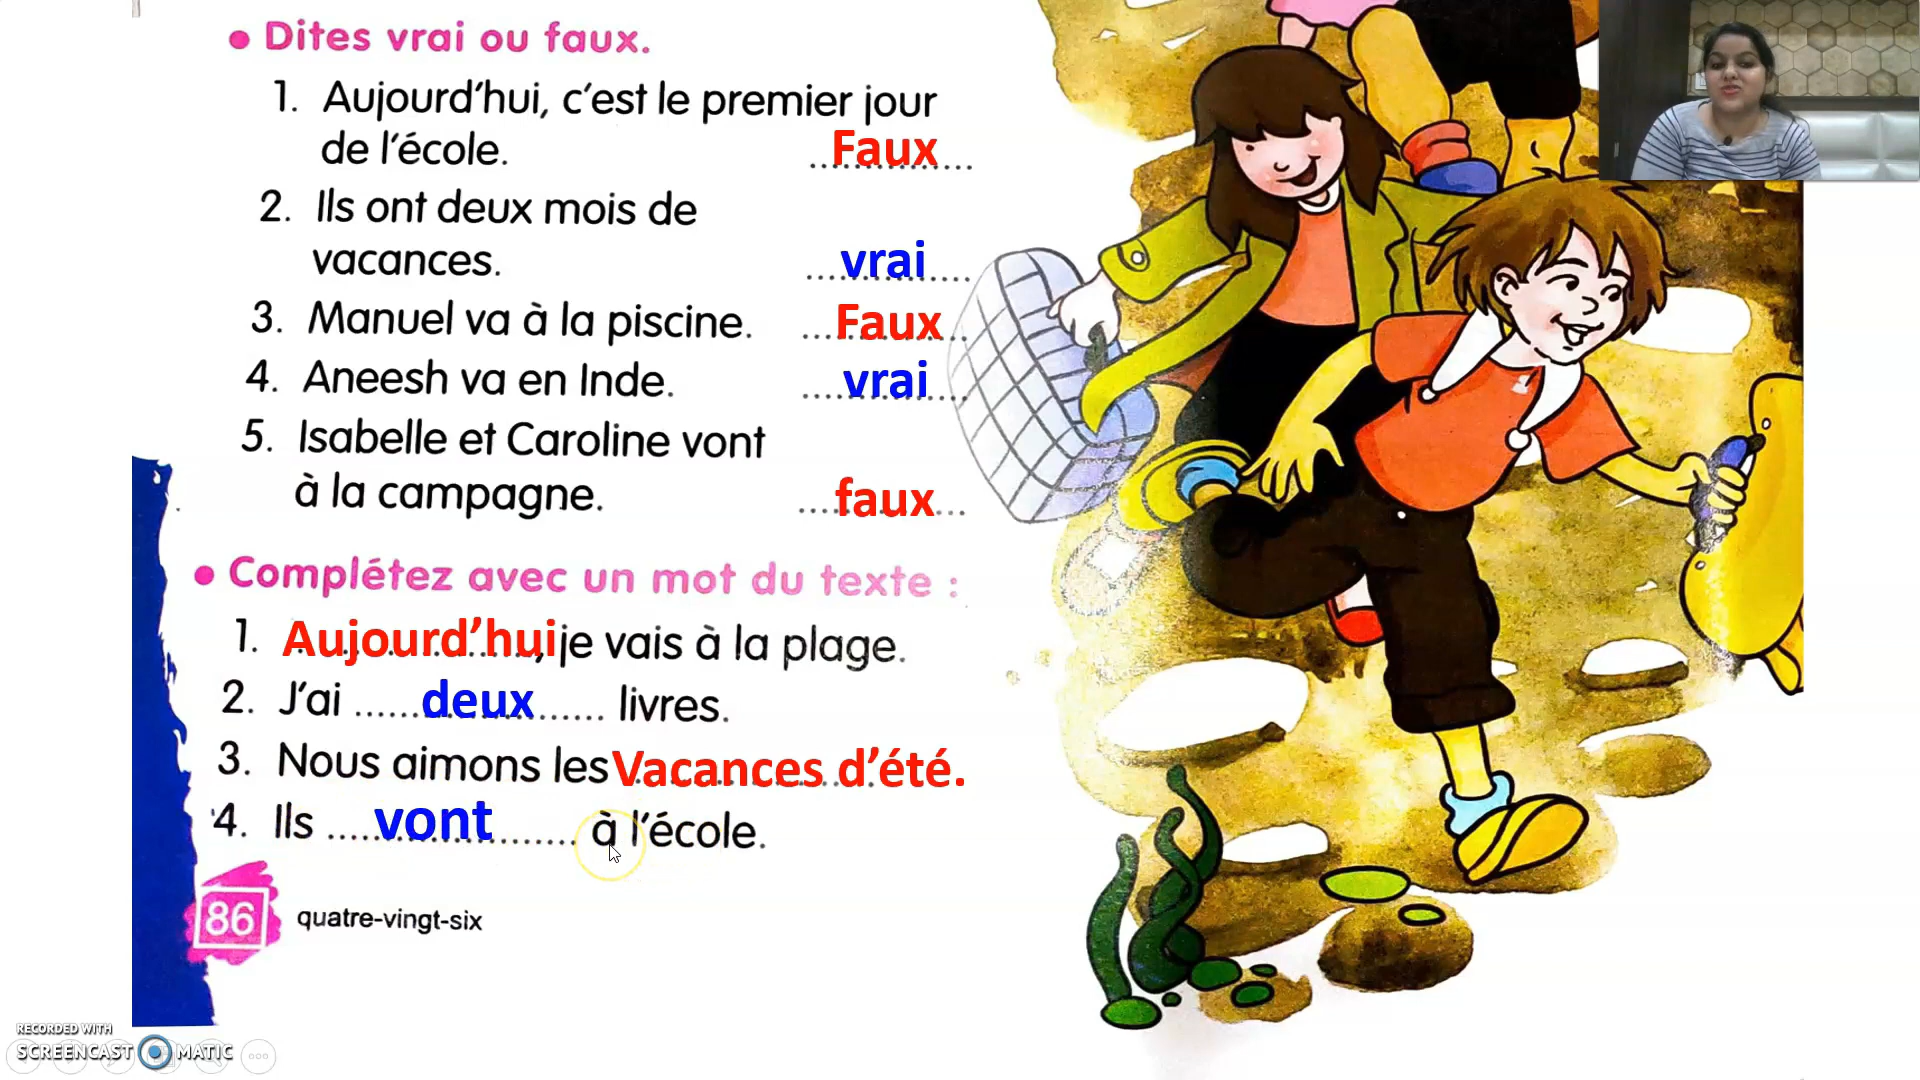 • Dites vrai ou faux.
1. Aujourd'hui, c'est le premier jour
de l'école. Faux
2. Ils ont deux mois de
vacances. vrai
3. Manuel va à la piscine. Faux
4. Aneesh va en Inde. vrai
5. Isabelle et Caroline vont
à la campagne. faux
• Complétez avec un mot du texte :
1. Aujourd'hui, je vais à la plage.
2. J'ai deux livres.
3. Nous aimons les Vacances d'été.
4. Ils vont à l'école.
86 quatre-vingt-six
RECORDED WITH
SCREENCAST MATIC